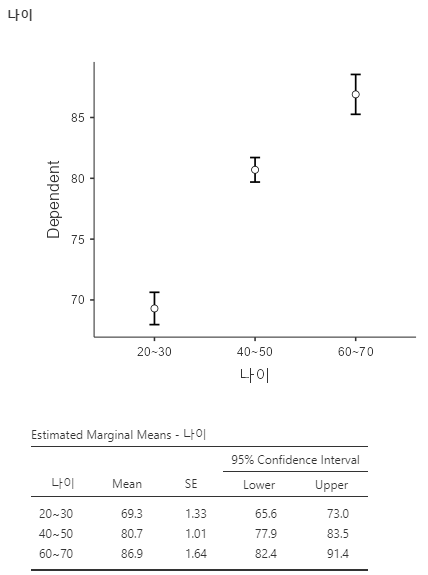 나이
85
80
75
70
Dependent
20~30 40~50 60~70
나이
Estimated Marginal Means - 나이
95% Confidence Interval
나이 Mean SE Lower Upper
20~30 69.3 1.33 65.6 73.0
40~50 80.7 1.01 77.9 83.5
60~70 86.9 1.64 82.4 91.4